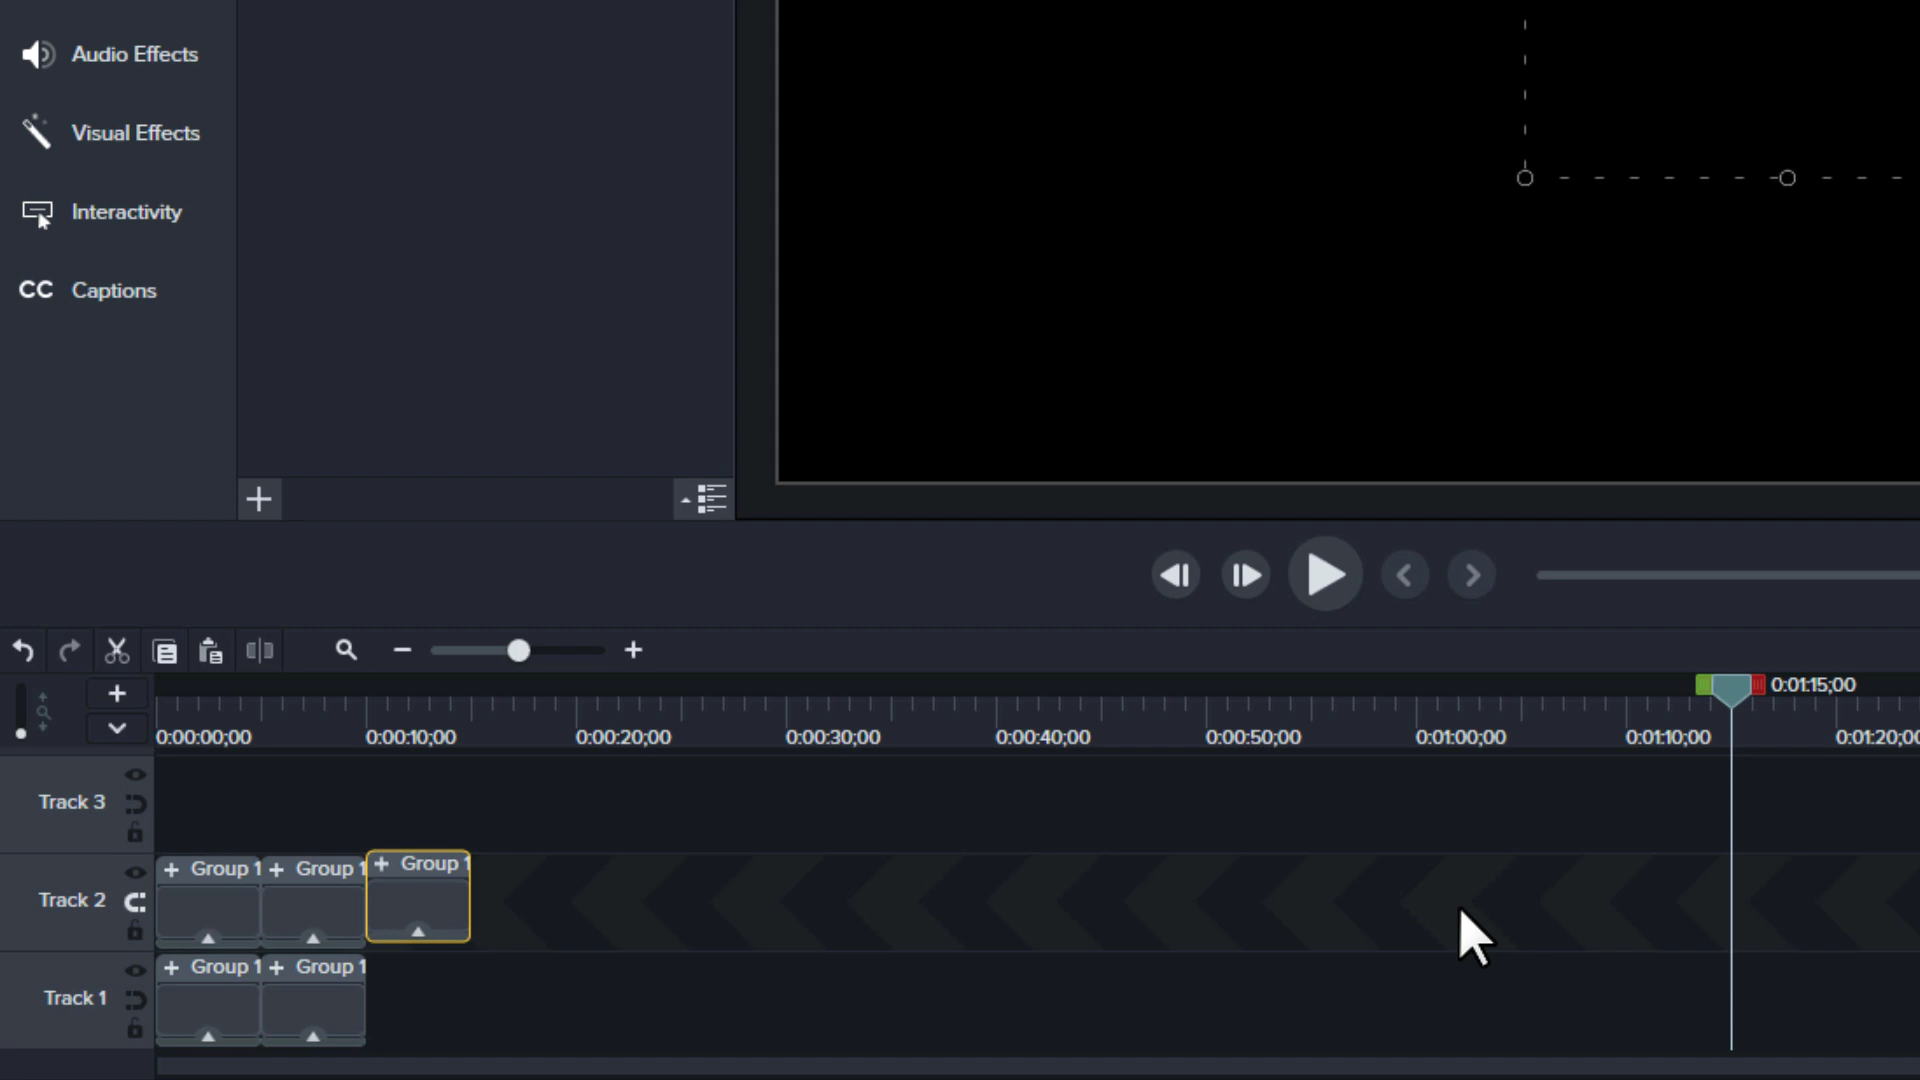 Audio Effects
Visual Effects
Interactivity
CC Captions
0:01:15;00
0:00:00;00 0:00:10;00 0:00:20;00 0:00:30;00 0:00:40;00 0:00:50;00 0:01:00;00 0:01:10;00 0:01:20;00
Track 3
Track 2 Group 1 Group 1 Group 1
Track 1 Group 1 Group 1